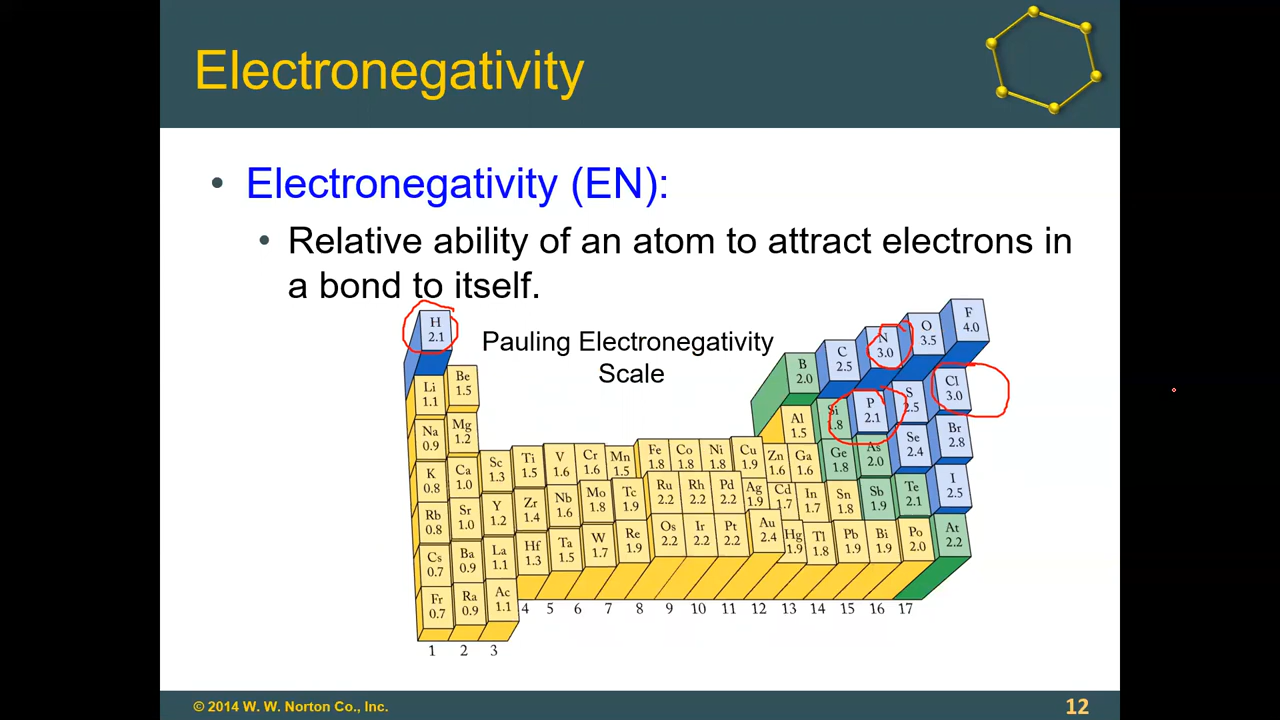 Electronegativity
• Electronegativity (EN):
• Relative ability of an atom to attract electrons in
a bond to itself.
Pauling Electronegativity
Scale
H
2.1
Li
1.1
Be
1.5
B
2.0
C
2.5
N
3.0
O
3.5
F
4.0
Na
0.9
Mg
1.2
Al
1.5
Si
1.8
P
2.1
S
2.5
Cl
3.0
K
0.8
Ca
1.0
Sc
1.3
Ti
1.5
V
1.6
Cr
1.6
Mn
1.5
Fe
1.8
Co
1.8
Ni
1.8
Cu
1.9
Zn
1.6
Ga
1.6
Ge
1.8
As
2.0
Se
2.4
Br
2.8
Rb
0.8
Sr
1.0
Y
1.2
Zr
1.4
Nb
1.6
Mo
1.8
Tc
1.9
Ru
2.2
Rh
2.2
Pd
2.2
Ag
1.9
Cd
1.7
In
1.7
Sn
1.8
Sb
1.9
Te
2.1
I
2.5
Cs
0.7
Ba
0.9
La
1.1
Hf
1.3
Ta
1.5
W
1.7
Re
1.9
Os
2.2
Ir
2.2
Pt
2.2
Au
2.4
Hg
1.9
Tl
1.8
Pb
1.9
Bi
1.9
Po
2.0
At
2.2
Fr
0.7
Ra
0.9
Ac
1.1
4 5 6 7 8 9 10 11 12 13 14 15 16 17
1 2 3
© 2014 W. W. Norton Co., Inc.
12